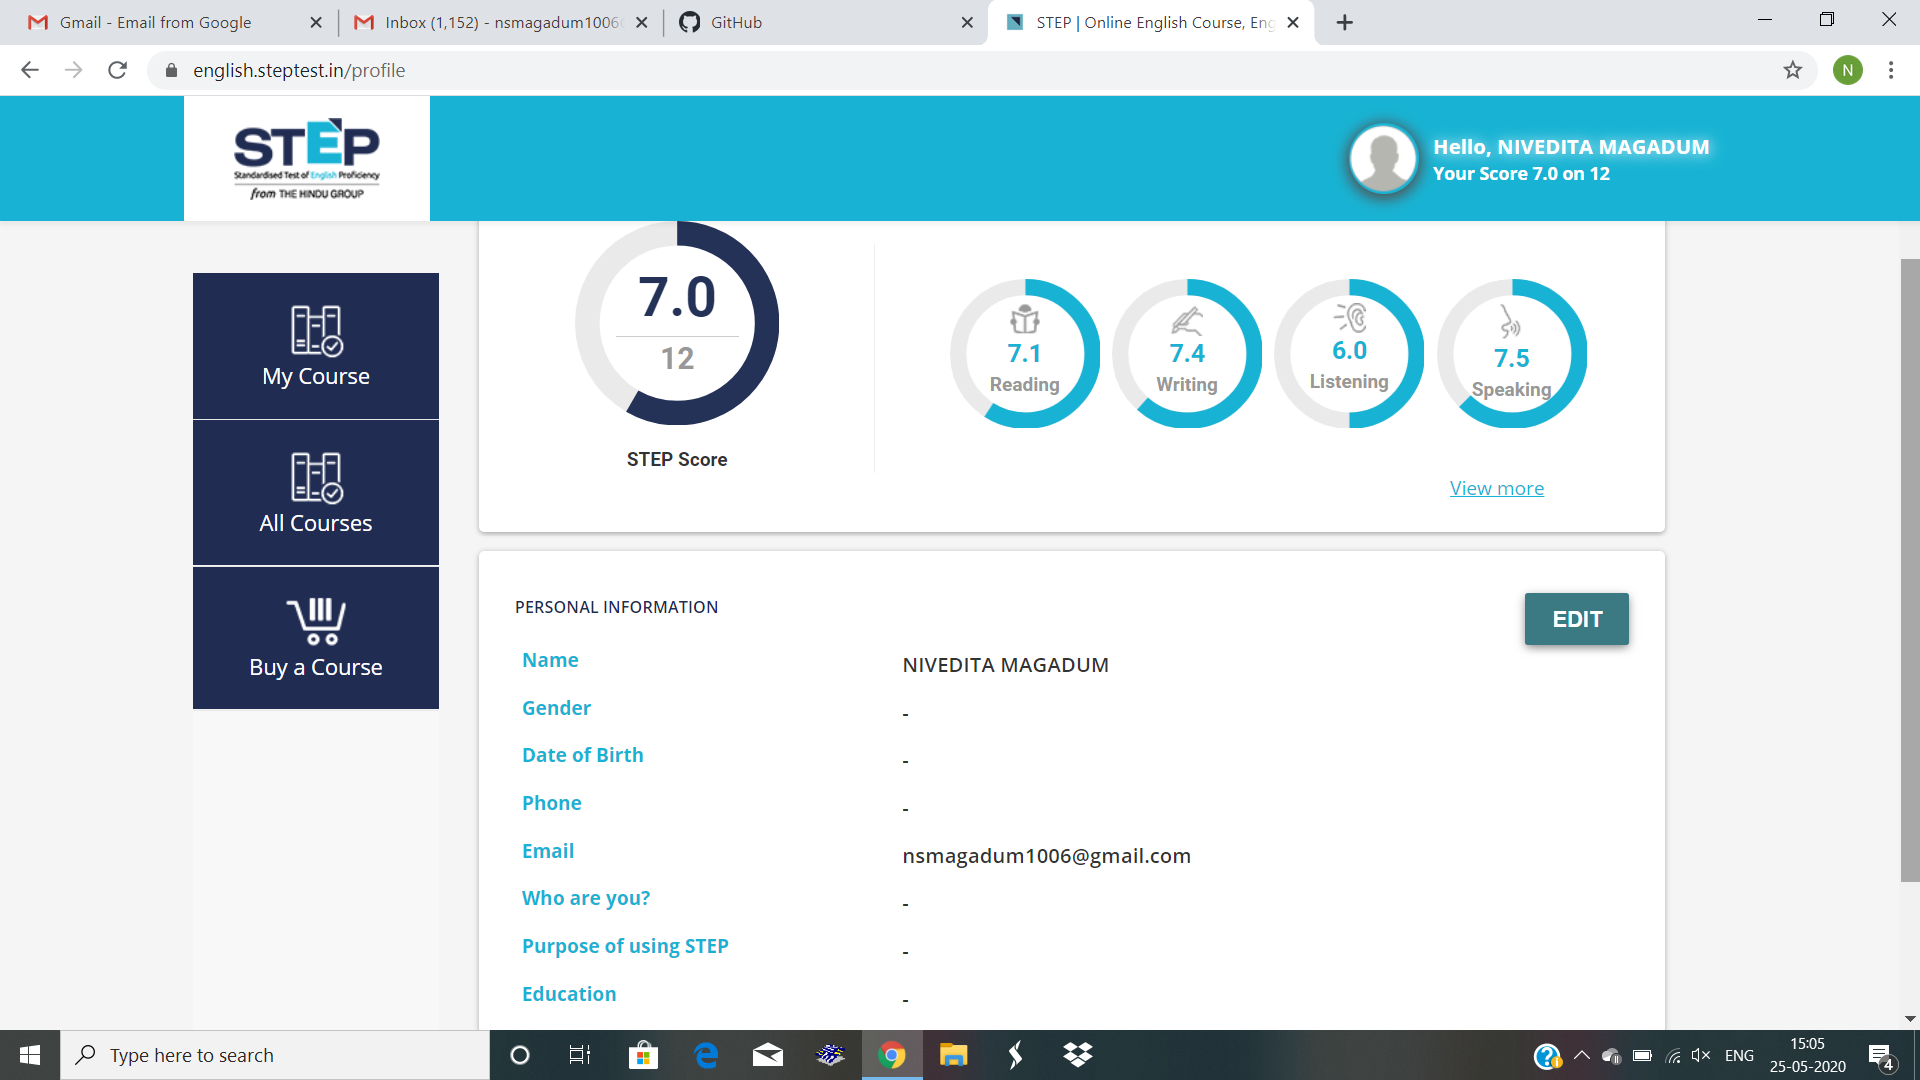 Gmail - Email from Google
Inbox (1,152) - nsmagadum1006
GitHub
STEP | Online English Course, Eng
english.steptest.in/profile
N
STEP
Standardised Test of English Proficiency
from THE HINDU GROUP
Hello, NIVEDITA MAGADUM
Your Score 7.0 on 12
My Course
All Courses
Buy a Course
7.0
12
STEP Score
7.1
Reading
7.4
Writing
6.0
Listening
7.5
Speaking
View more
PERSONAL INFORMATION
EDIT
Name NIVEDITA MAGADUM
Gender -
Date of Birth -
Phone -
Email nsmagadum1006@gmail.com
Who are you? -
Purpose of using STEP -
Education -
Type here to search
ENG
15:05
25-05-2020
4